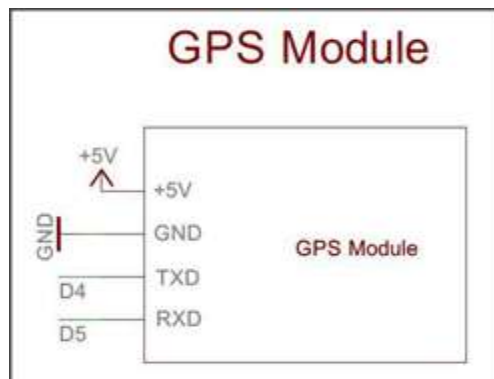 GPS Module
+5V
+5V
GND
GND
GPS Module
TXD
D4
RXD
D5